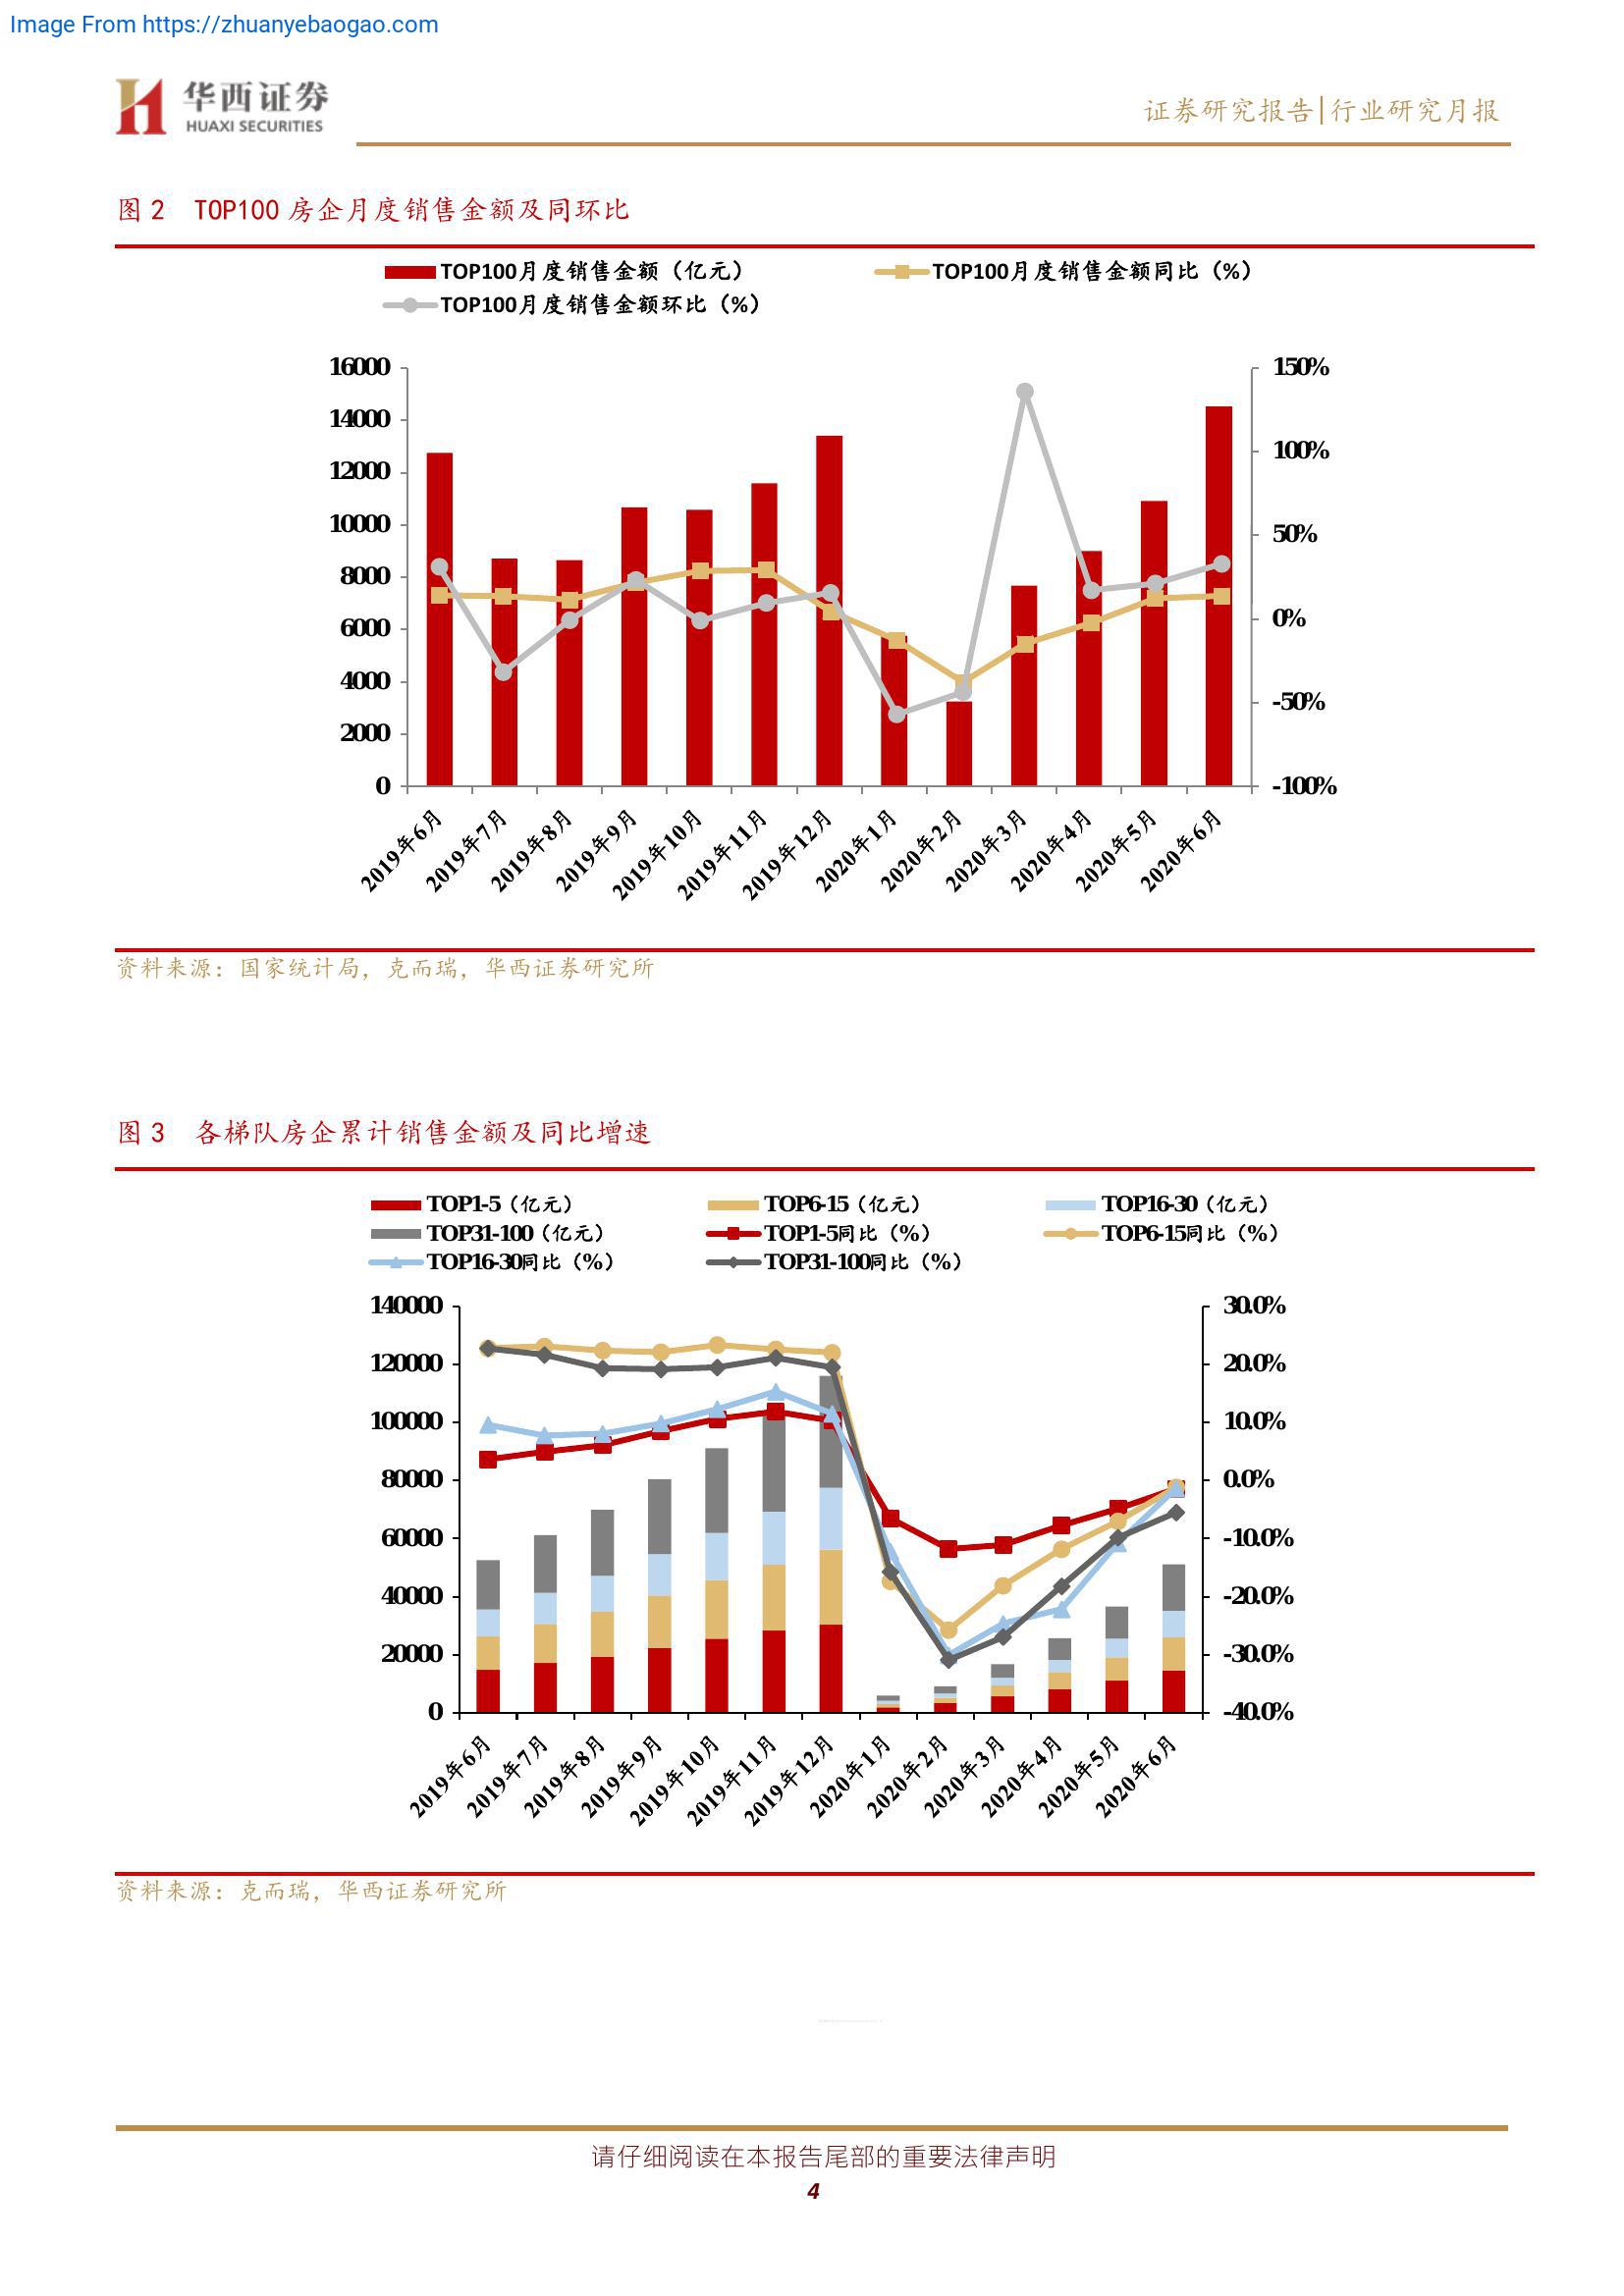 Image From https://zhuanyebaogao.com
华西证券
HUAXI SECURITIES
证券研究报告|行业研究月报
图 2 TOP100 房企月度销售金额及同环比
TOP100月度销售金额（亿元） TOP100月度销售金额同比（%）
TOP100月度销售金额环比（%）
16000 150%
14000
12000 100%
10000 50%
8000
6000 0%
4000 -50%
2000
0 -100%
2019年6月 2019年7月 2019年8月 2019年9月 2019年10月 2019年11月 2019年12月 2020年1月 2020年2月 2020年3月 2020年4月 2020年5月 2020年6月
资料来源：国家统计局，克而瑞，华西证券研究所
图 3 各梯队房企累计销售金额及同比增速
TOP1-5（亿元） TOP6-15（亿元） TOP16-30（亿元）
TOP31-100（亿元） TOP1-5同比（%） TOP6-15同比（%）
TOP16-30同比（%） TOP31-100同比（%）
140000 30.0%
120000 20.0%
100000 10.0%
80000 0.0%
60000 -10.0%
40000 -20.0%
20000 -30.0%
0 -40.0%
2019年6月 2019年7月 2019年8月 2019年9月 2019年10月 2019年11月 2019年12月 2020年1月 2020年2月 2020年3月 2020年4月 2020年5月 2020年6月
资料来源：克而瑞，华西证券研究所
请仔细阅读在本报告尾部的重要法律声明
4